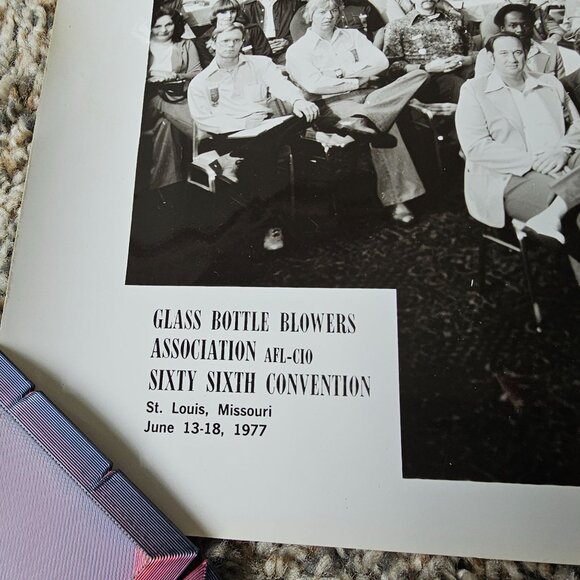 GLASS BOTTLE BLOWERS
ASSOCIATION AFL-CIO
SIXTY SIXTH CONVENTION
St. Louis, Missouri
June 13-18, 1977